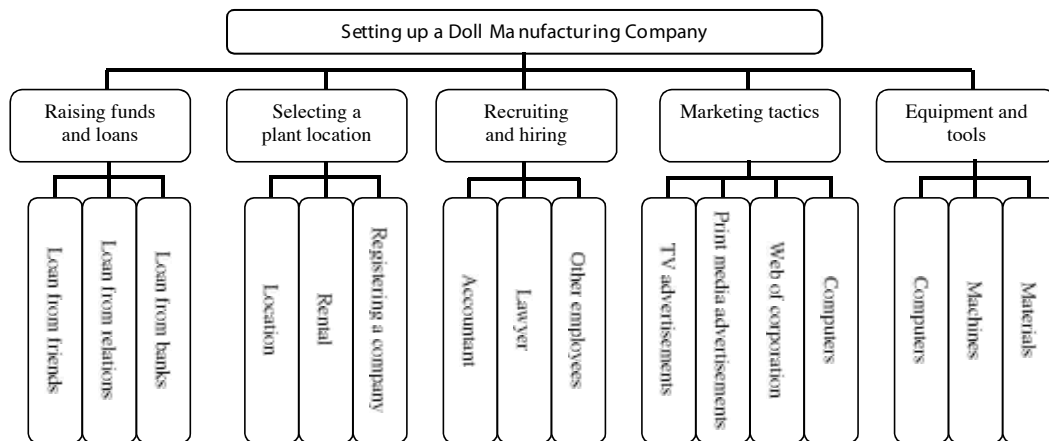 Setting up a Doll Manufacturing Company
Raising funds
and loans
Selecting a
plant location
Recruiting
and hiring
Marketing tactics
Equipment and
tools
Loan from friends
Loan from relations
Loan from banks
Location
Rental
Registering a company
Accountant
Lawyer
Other employees
TV advertisements
Print media advertisements
Web of corporation
Computers
Computers
Machines
Materials